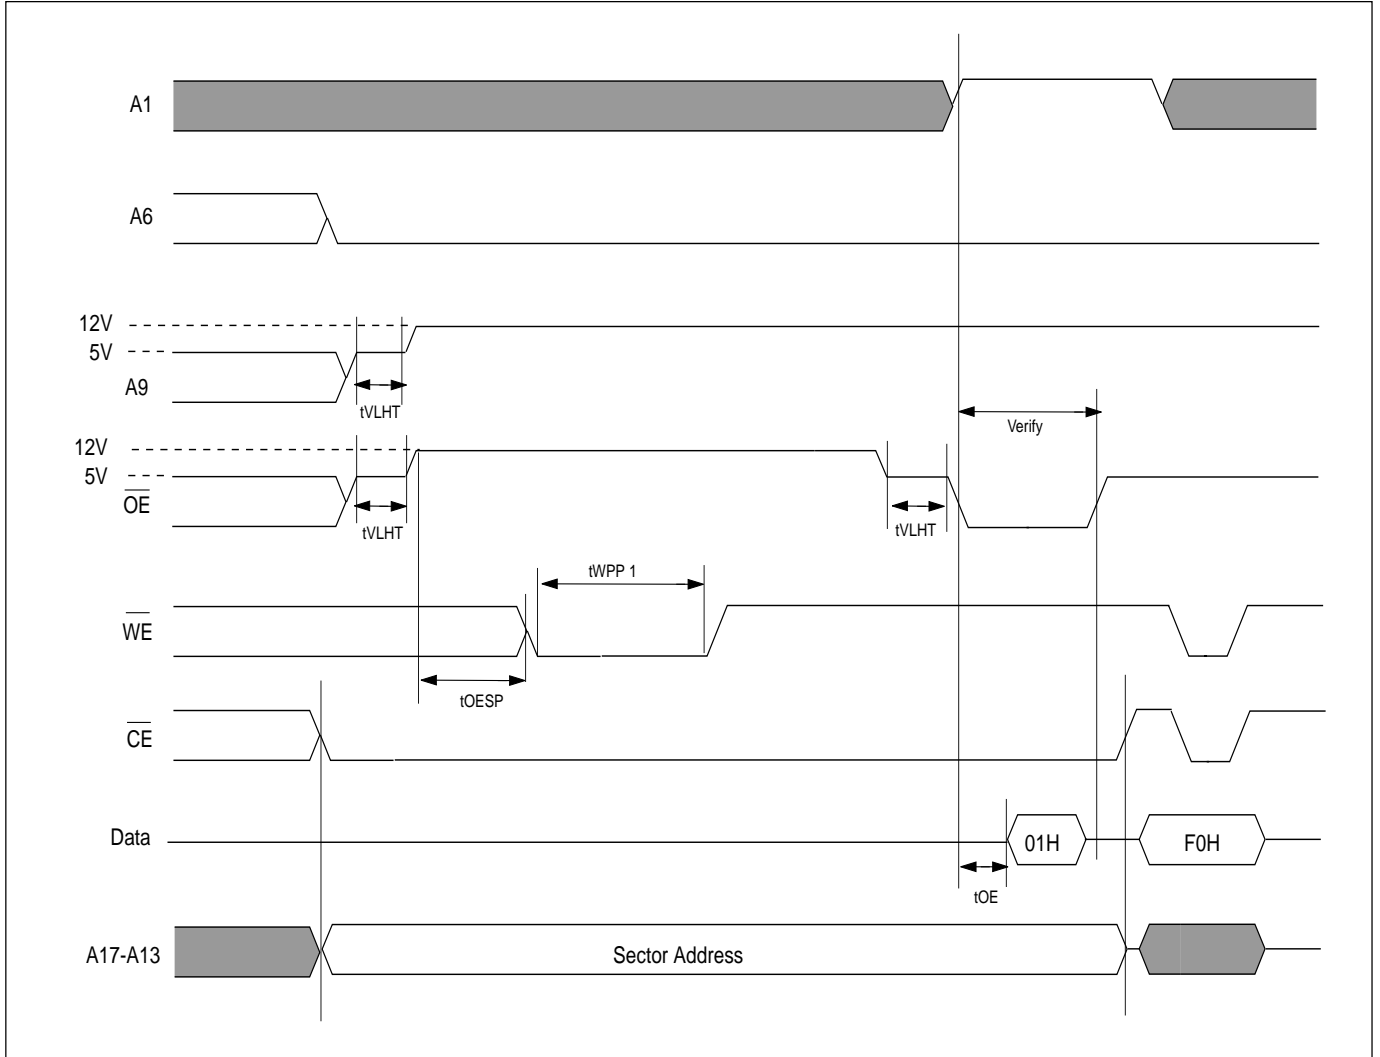 A1
A6
12V
5V
A9
tVLHT
Verify
12V
5V
OE
tVLHT
tVLHT
tWPP 1
WE
tOESP
CE
Data
01H
F0H
tOE
A17-A13
Sector Address